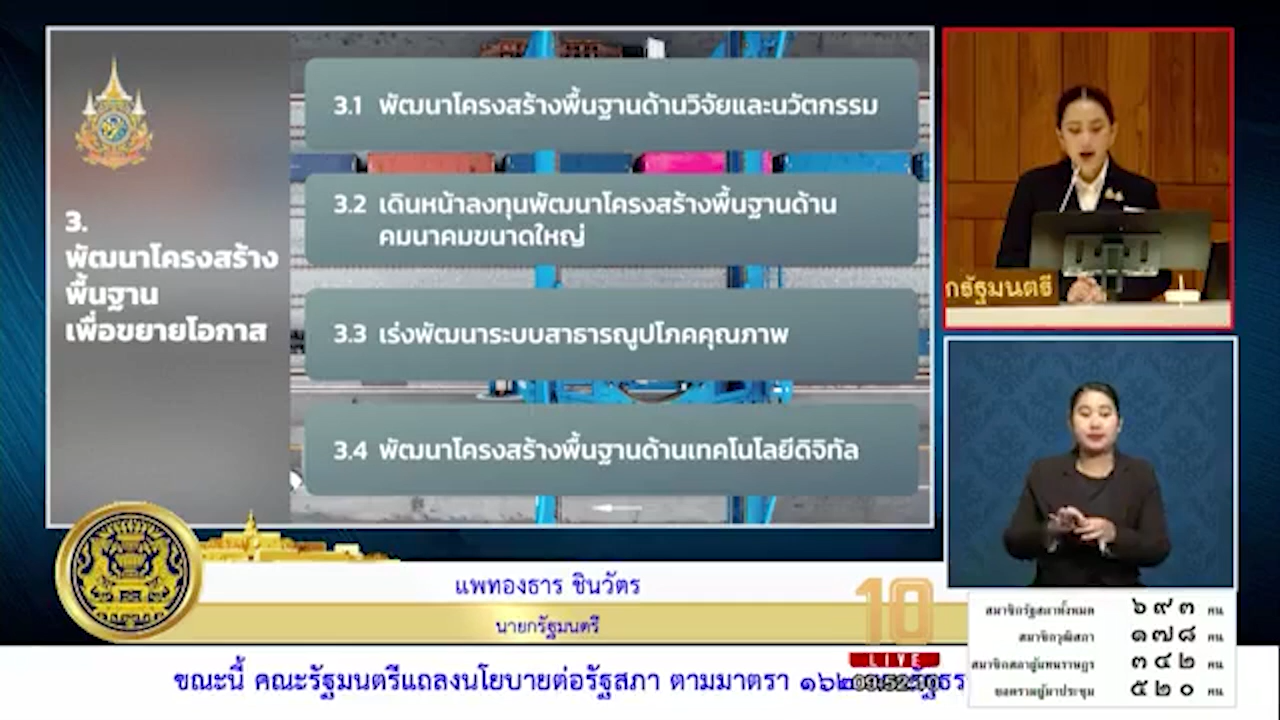 3.
พัฒนาโครงสร้าง
พื้นฐาน
เพื่อขยายโอกาส
3.1 พัฒนาโครงสร้างพื้นฐานด้านวิจัยและนวัตกรรม
3.2 เดินหน้าลงทุนพัฒนาโครงสร้างพื้นฐานด้าน
คมนาคมขนาดใหญ่
3.3 เร่งพัฒนาระบบสาธารณูปโภคคุณภาพ
3.4 พัฒนาโครงสร้างพื้นฐานด้านเทคโนโลยีดิจิทัล
กรัฐมนตรี
แพทองธาร ชินวัตร
นายกรัฐมนตรี
10
LIVE
09:52:10
สมาชิกรัฐสภาทั้งหมด ๖๙๓ คน
สมาชิกวุฒิสภา ๑๗๘ คน
สมาชิกสภาผู้แทนราษฎร ๓๔๒ คน
องค์รวมผู้มาประชุม ๕๒๐ คน
ขณะนี้ คณะรัฐมนตรีแถลงนโยบายต่อรัฐสภา ตามมาตรา ๑๖๒